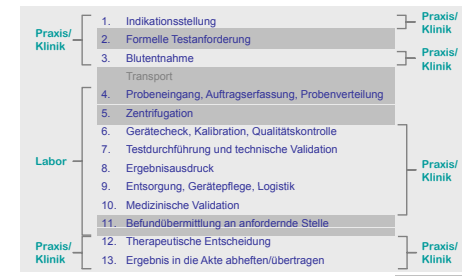 Praxis/
Klinik
1. Indikationsstellung
2. Formelle Testanforderung
3. Blutentnahme
Praxis/
Klinik
Praxis/
Klinik
Transport
Labor
4. Probeneingang, Auftragserfassung, Probenverteilung
5. Zentrifugation
6. Gerätecheck, Kalibration, Qualitätskontrolle
7. Testdurchführung und technische Validation
8. Ergebnisausdruck
9. Entsorgung, Gerätepflege, Logistik
10. Medizinische Validation
11. Befundübermittlung an anfordernde Stelle
Praxis/
Klinik
Praxis/
Klinik
12. Therapeutische Entscheidung
13. Ergebnis in die Akte abheften/übertragen
Praxis/
Klinik